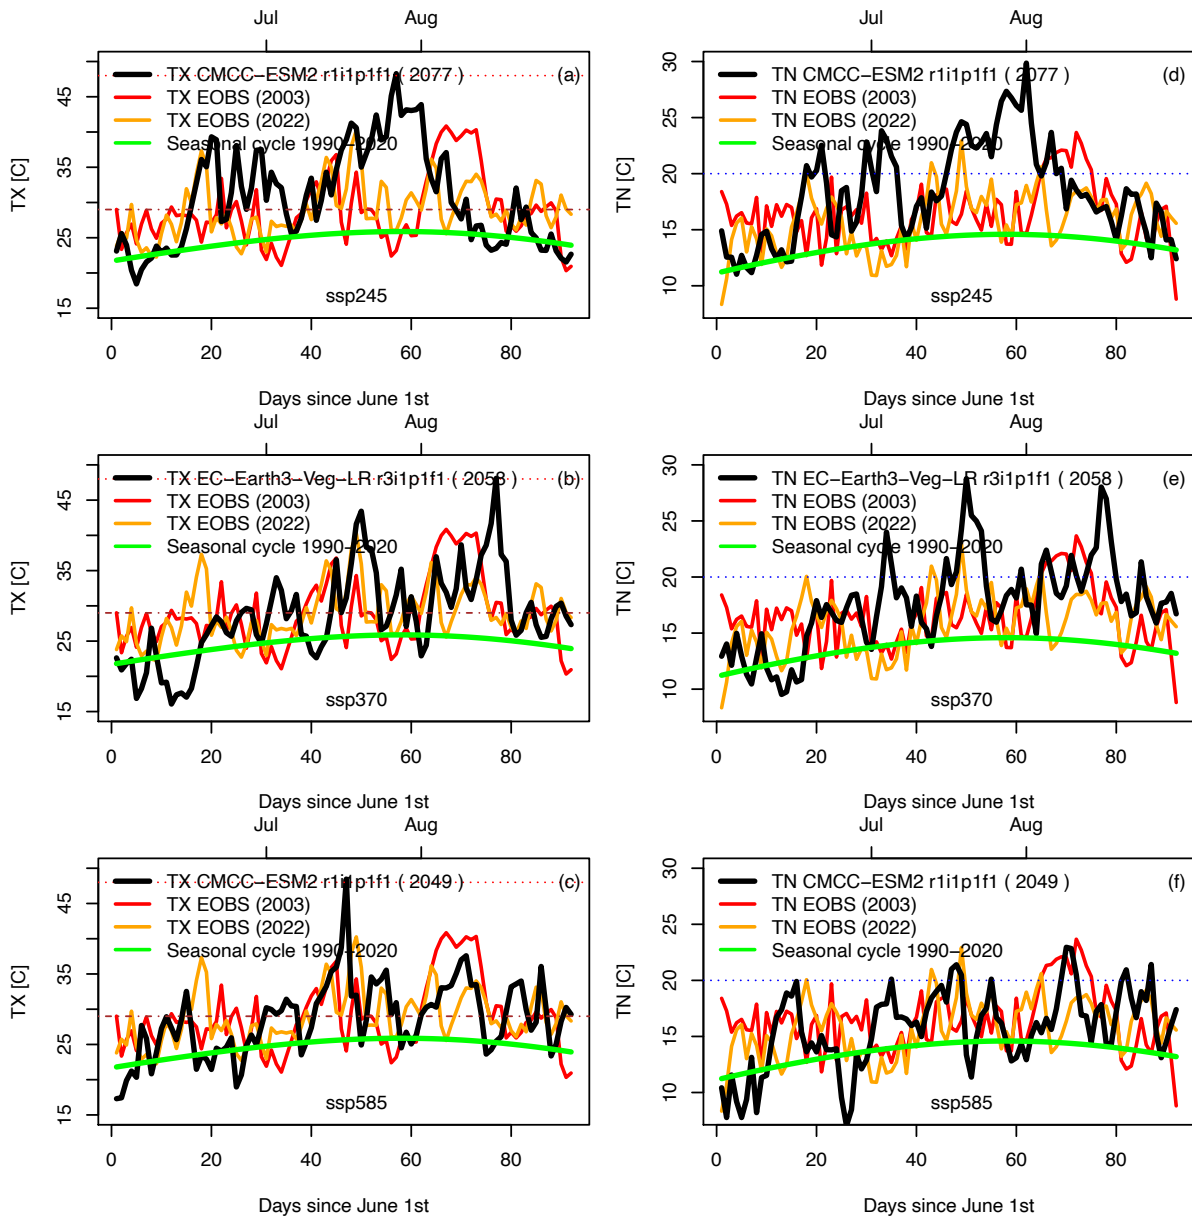 Jul Aug
TX CMCC−ESM2 r1i1p1f1 ( 2077 ) (a)
TX EOBS (2003)
TX EOBS (2022)
Seasonal cycle 1990−2020
TX [C]
15 25 35 45
ssp245
0 20 40 60 80
Days since June 1st
Jul Aug
TN CMCC−ESM2 r1i1p1f1 ( 2077 ) (d)
TN EOBS (2003)
TN EOBS (2022)
Seasonal cycle 1990−2020
TN [C]
10 15 20 25 30
ssp245
0 20 40 60 80
Days since June 1st
Jul Aug
TX EC−Earth3−Veg−LR r3i1p1f1 ( 2058 ) (b)
TX EOBS (2003)
TX EOBS (2022)
Seasonal cycle 1990−2020
TX [C]
15 25 35 45
ssp370
0 20 40 60 80
Days since June 1st
Jul Aug
TN EC−Earth3−Veg−LR r3i1p1f1 ( 2058 ) (e)
TN EOBS (2003)
TN EOBS (2022)
Seasonal cycle 1990−2020
TN [C]
10 15 20 25 30
ssp370
0 20 40 60 80
Days since June 1st
Jul Aug
TX CMCC−ESM2 r1i1p1f1 ( 2049 ) (c)
TX EOBS (2003)
TX EOBS (2022)
Seasonal cycle 1990−2020
TX [C]
15 25 35 45
ssp585
0 20 40 60 80
Days since June 1st
Jul Aug
TN CMCC−ESM2 r1i1p1f1 ( 2049 ) (f)
TN EOBS (2003)
TN EOBS (2022)
Seasonal cycle 1990−2020
TN [C]
10 15 20 25 30
ssp585
0 20 40 60 80
Days since June 1st